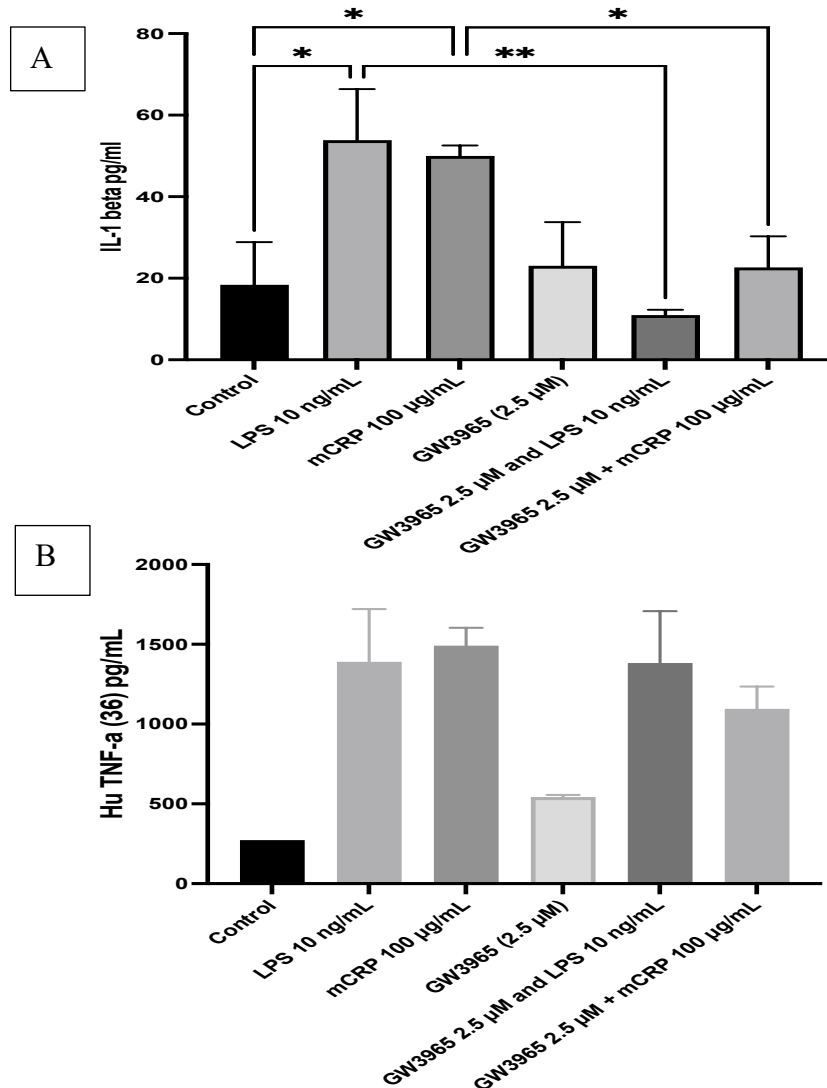 A
*
*
*
**
80
60
40
20
0
IL-1 beta pg/ml
Control
LPS 10 ng/mL
mCRP 100 µg/mL
GW3965 (2.5 µM)
GW3965 2.5 µM and LPS 10 ng/mL
GW3965 2.5 µM + mCRP 100 µg/mL
B
2000
1500
1000
500
0
Hu TNF-a (36) pg/mL
Control
LPS 10 ng/mL
mCRP 100 µg/mL
GW3965 (2.5 µM)
GW3965 2.5 µM and LPS 10 ng/mL
GW3965 2.5 µM + mCRP 100 µg/mL